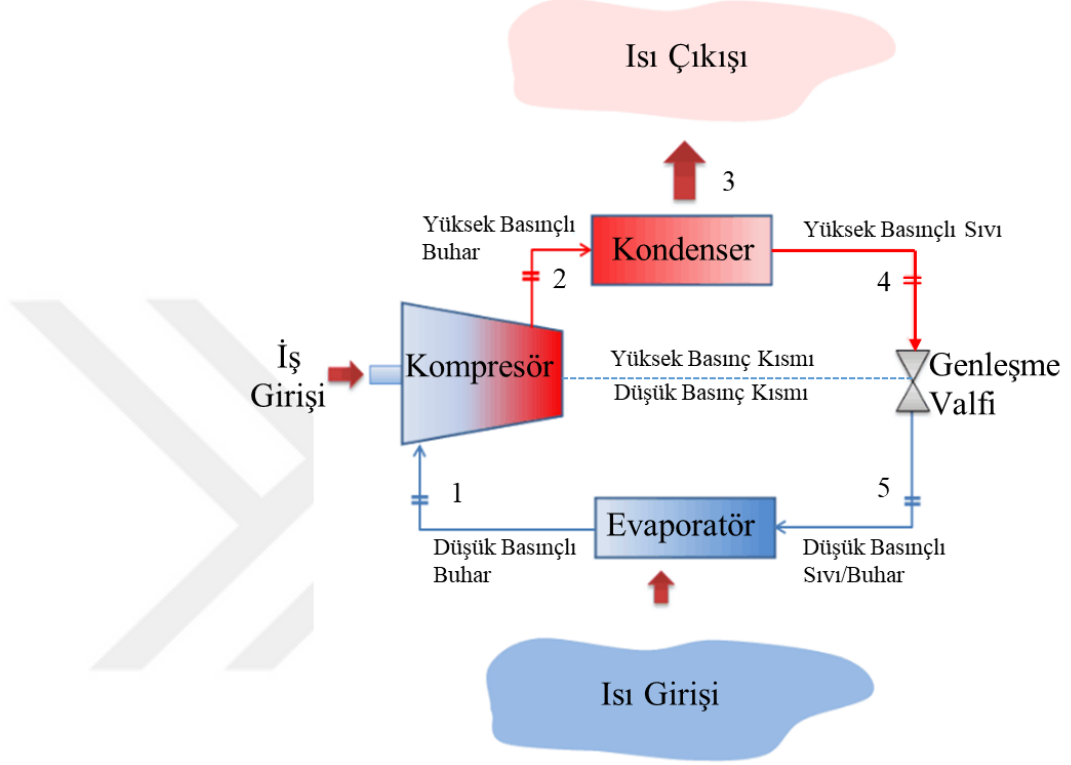 Isı Çıkışı
3
Yüksek Basınçlı
Buhar
Kondenser
Yüksek Basınçlı Sıvı
2
4
İş
Girişi
Kompresör
Yüksek Basınç Kısmı
Düşük Basınç Kısmı
Genleşme
Valfi
1
5
Evaporatör
Düşük Basınçlı
Buhar
Düşük Basınçlı
Sıvı/Buhar
Isı Girişi